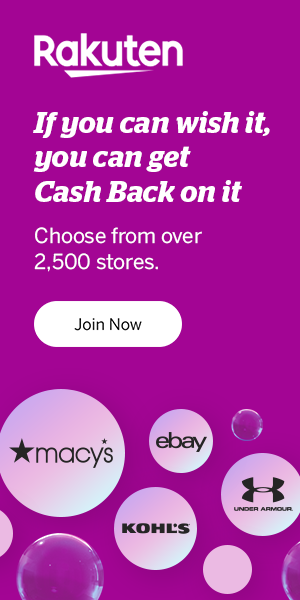 Rakuten
If you can wish it,
you can get
Cash Back on it
Choose from over
2,500 stores.
Join Now
macy's
ebay
KOHL'S
UNDER ARMOUR.